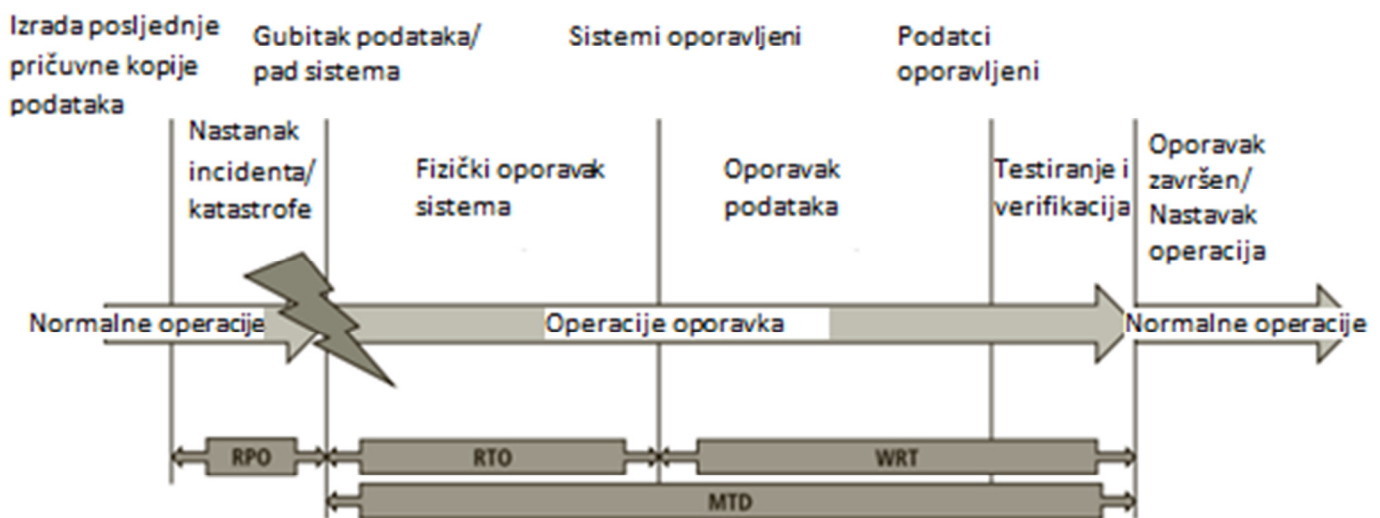 Izrada posljednje
pričuvne kopije
podataka
Gubitak podataka/
pad sistema
Sistemi oporavljeni
Podatci
oporavljeni
Nastanak
incidenta/
katastrofe
Fizički oporavak
sistema
Oporavak
podataka
Testiranje i
verifikacija
Oporavak
završen/
Nastavak
operacija
Normalne operacije
Operacije oporavka
Normalne operacije
RPO
RTO
WRT
MTD